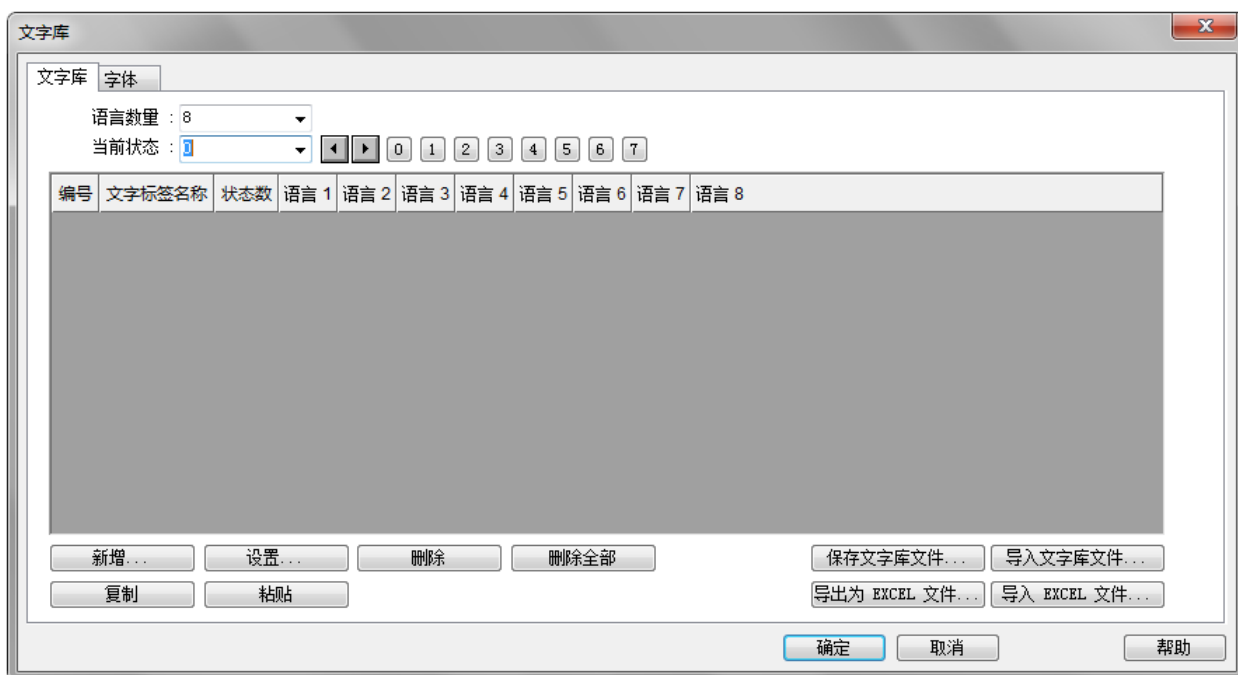 文字库
文字库 字体
语言数量 : 8
当前状态 : 0 0 1 2 3 4 5 6 7
编号 文字标签名称 状态数 语言 1 语言 2 语言 3 语言 4 语言 5 语言 6 语言 7 语言 8
新增... 设置... 删除 删除全部 保存文字库文件... 导入文字库文件...
复制 粘贴 导出为 EXCEL 文件... 导入 EXCEL 文件...
确定 取消 帮助